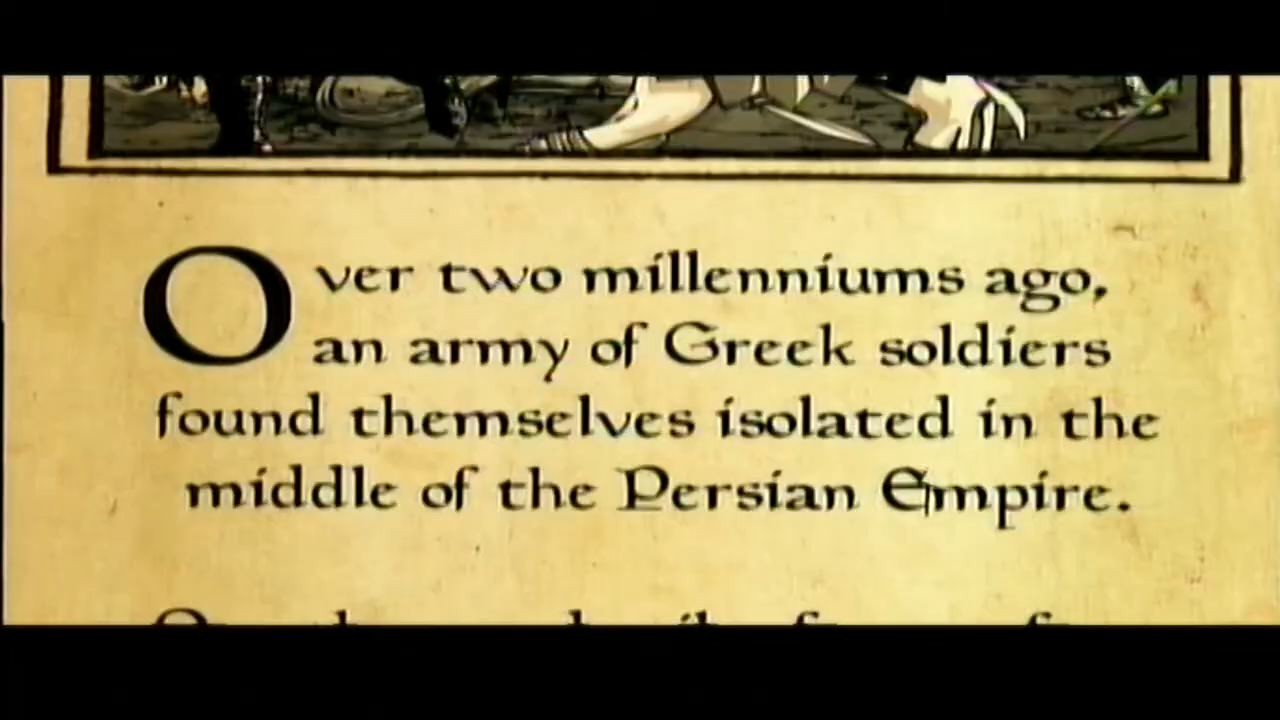 Over two millenniums ago,
an army of Greek soldiers
found themselves isolated in the
middle of the Persian Empire.